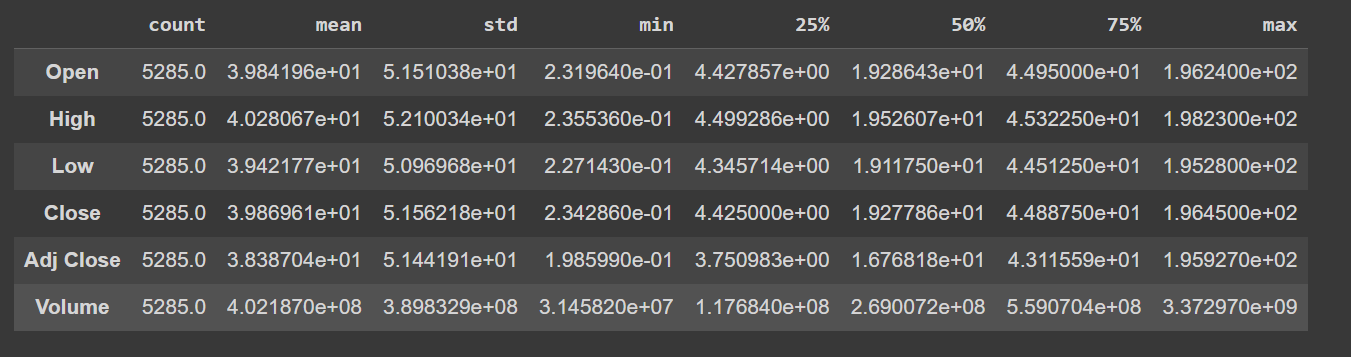 count mean std min 25% 50% 75% max
Open 5285.0 3.984196e+01 5.151038e+01 2.319640e-01 4.427857e+00 1.928643e+01 4.495000e+01 1.962400e+02
High 5285.0 4.028067e+01 5.210034e+01 2.355360e-01 4.499286e+00 1.952607e+01 4.532250e+01 1.982300e+02
Low 5285.0 3.942177e+01 5.096968e+01 2.271430e-01 4.345714e+00 1.911750e+01 4.451250e+01 1.952800e+02
Close 5285.0 3.986961e+01 5.156218e+01 2.342860e-01 4.425000e+00 1.927786e+01 4.488750e+01 1.964500e+02
Adj Close 5285.0 3.838704e+01 5.144191e+01 1.985990e-01 3.750983e+00 1.676818e+01 4.311559e+01 1.959270e+02
Volume 5285.0 4.021870e+08 3.898329e+08 3.145820e+07 1.176840e+08 2.690072e+08 5.590704e+08 3.372970e+09